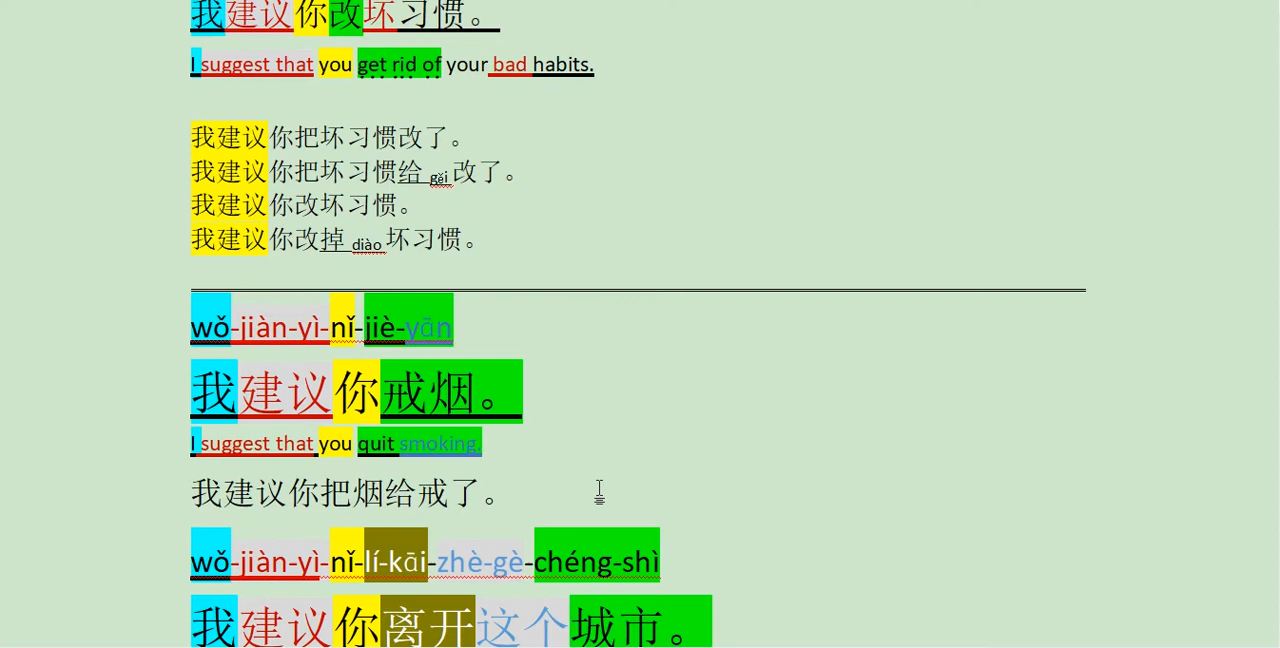 我建议你改坏习惯。
I suggest that you get rid of your bad habits.
我建议你把坏习惯改了。
我建议你把坏习惯给 gěi 改了。
我建议你改坏习惯。
我建议你改掉 diào 坏习惯。
wǒ-jiàn-yì-nǐ-jiè-yān
我建议你戒烟。
I suggest that you quit smoking.
我建议你把烟给戒了。
wǒ-jiàn-yì-nǐ-lí-kāi-zhè-gè-chéng-shì
我建议你离开这个城市。